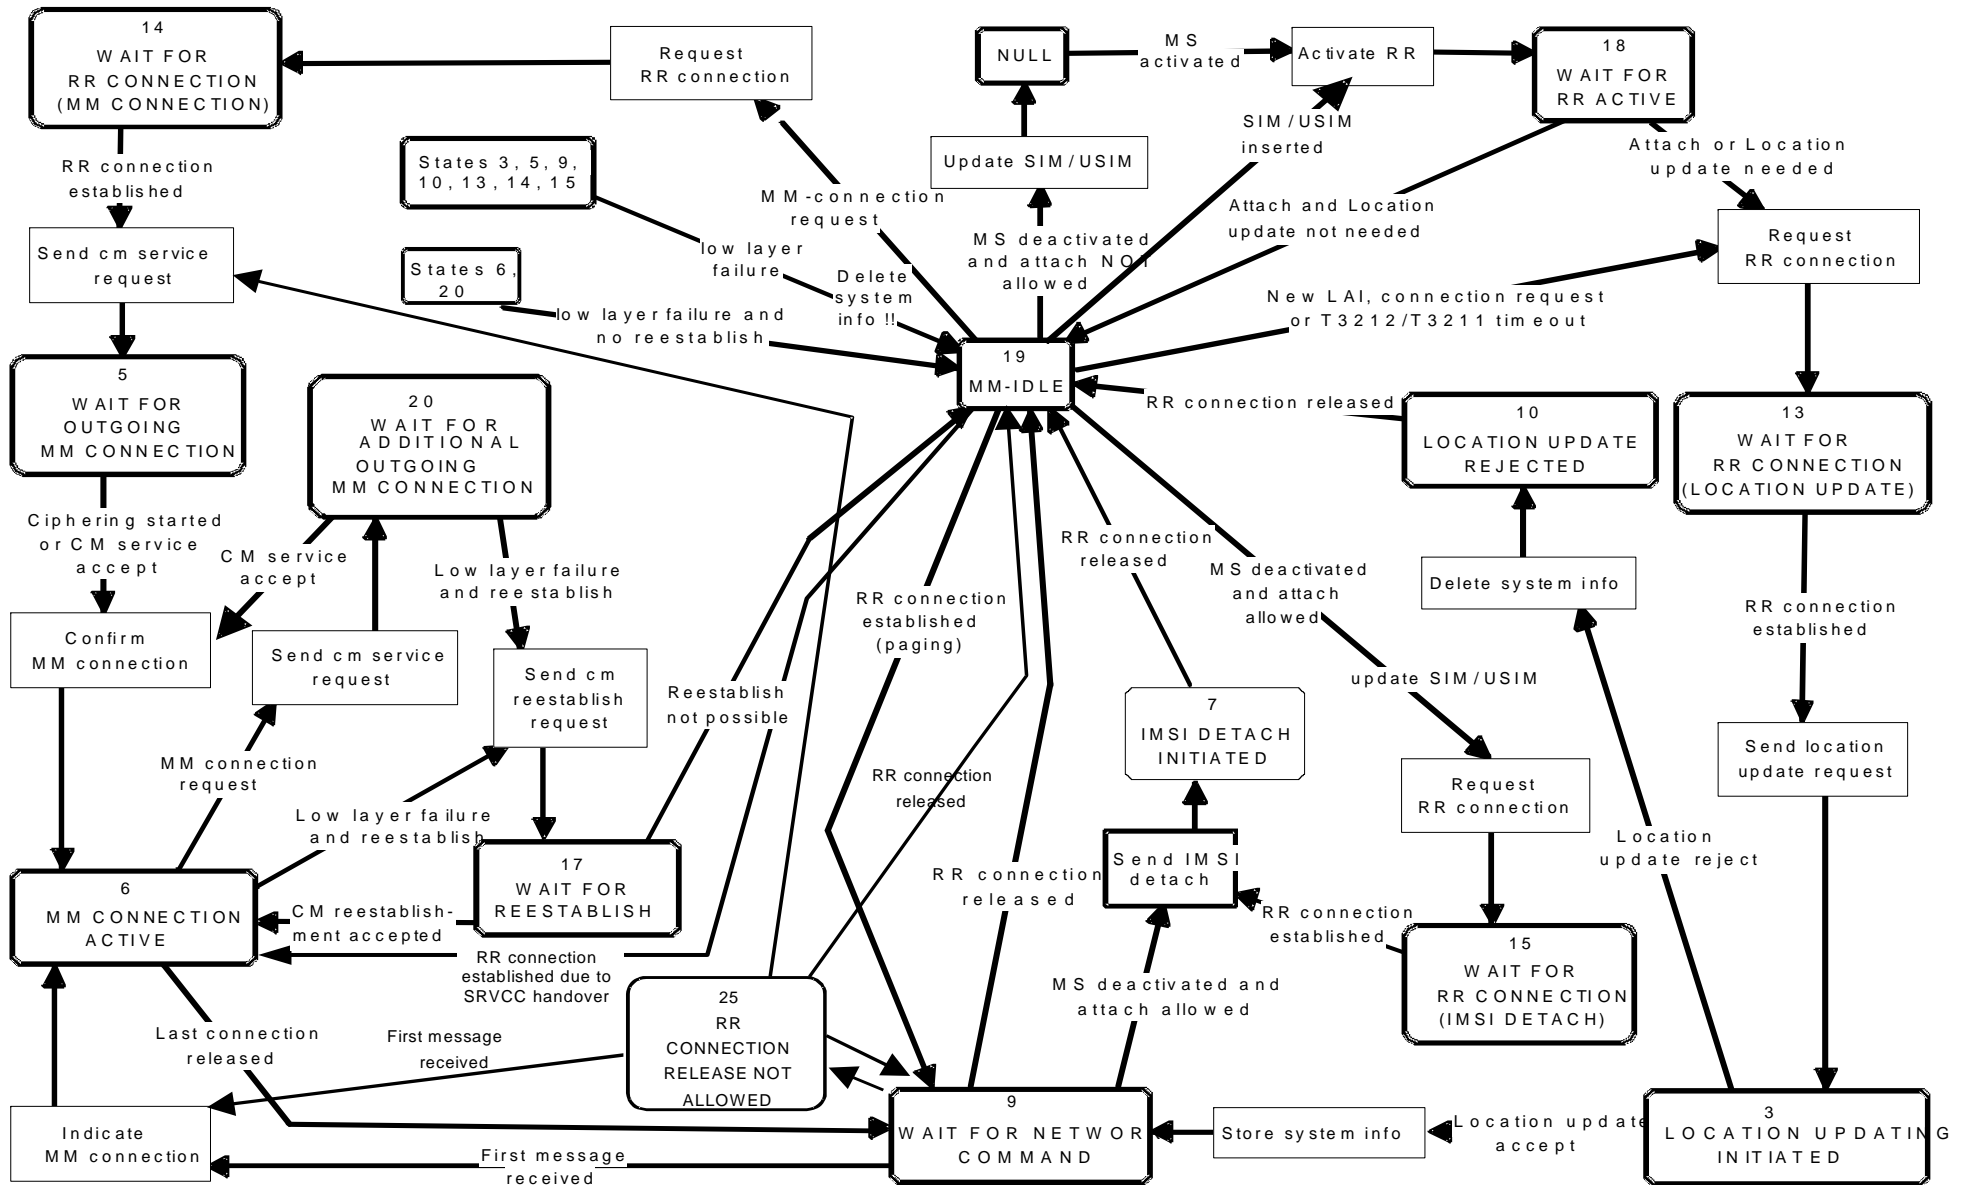 14
WAIT FOR
RR CONNECTION
(MM CONNECTION)
Request
RR connection
NULL
MS
activated
Activate RR
18
WAIT FOR
RR ACTIVE
RR connection
established
States 3, 5, 9,
10, 13, 14, 15
Update SIM/USIM
SIM/USIM
inserted
Attach or Location
update needed
MM-connection
request
Attach and Location
update not needed
Send cm service
request
low layer
failure
MS deactivated
and attach NOT
allowed
Request
RR connection
States 6,
20
Delete
system
info !!
low layer failure and
no reestablish
New LAI, connection request
or T3212/T3211 timeout
19
MM-IDLE
5
WAIT FOR
OUTGOING
MM CONNECTION
20
WAIT FOR
ADDITIONAL
OUTGOING
MM CONNECTION
RR connection released
10
LOCATION UPDATE
REJECTED
13
WAIT FOR
RR CONNECTION
(LOCATION UPDATE)
Ciphering started
or CM service
accept
CM service
accept
Low layer failure
and reestablish
RR connection
released
MS deactivated
and attach
allowed
Delete system info
RR connection
established
(paging)
RR connection
established
Confirm
MM connection
Send cm service
request
Send cm
reestablish
request
Reestablish
not possible
update SIM/USIM
7
IMSI DETACH
INITIATED
Send location
update request
MM connection
request
RR connection
released
Request
RR connection
Low layer failure
and reestablish
Location
update reject
17
WAIT FOR
REESTABLISH
RR connection
released
Send IMSI
detach
6
MM CONNECTION
ACTIVE
CM reestablish-
ment accepted
RR connection
established
RR connection
established due to
SRVCC handover
15
WAIT FOR
RR CONNECTION
(IMSI DETACH)
MS deactivated and
attach allowed
25
RR
CONNECTION
RELEASE NOT
ALLOWED
Last connection
released
First message
received
9
WAIT FOR NETWOR
COMMAND
Store system info
Location update
accept
3
LOCATION UPDATING
INITIATED
Indicate
MM connection
First message
received